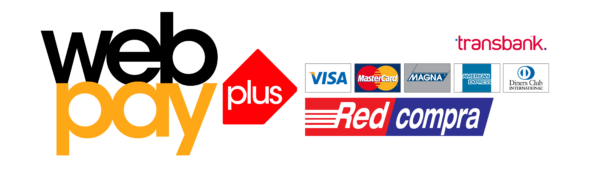 web
pay
plus
transbank.
VISA
MasterCard
MAGNA
AMERICAN
EXPRESS
Diners Club
INTERNATIONAL
Red compra